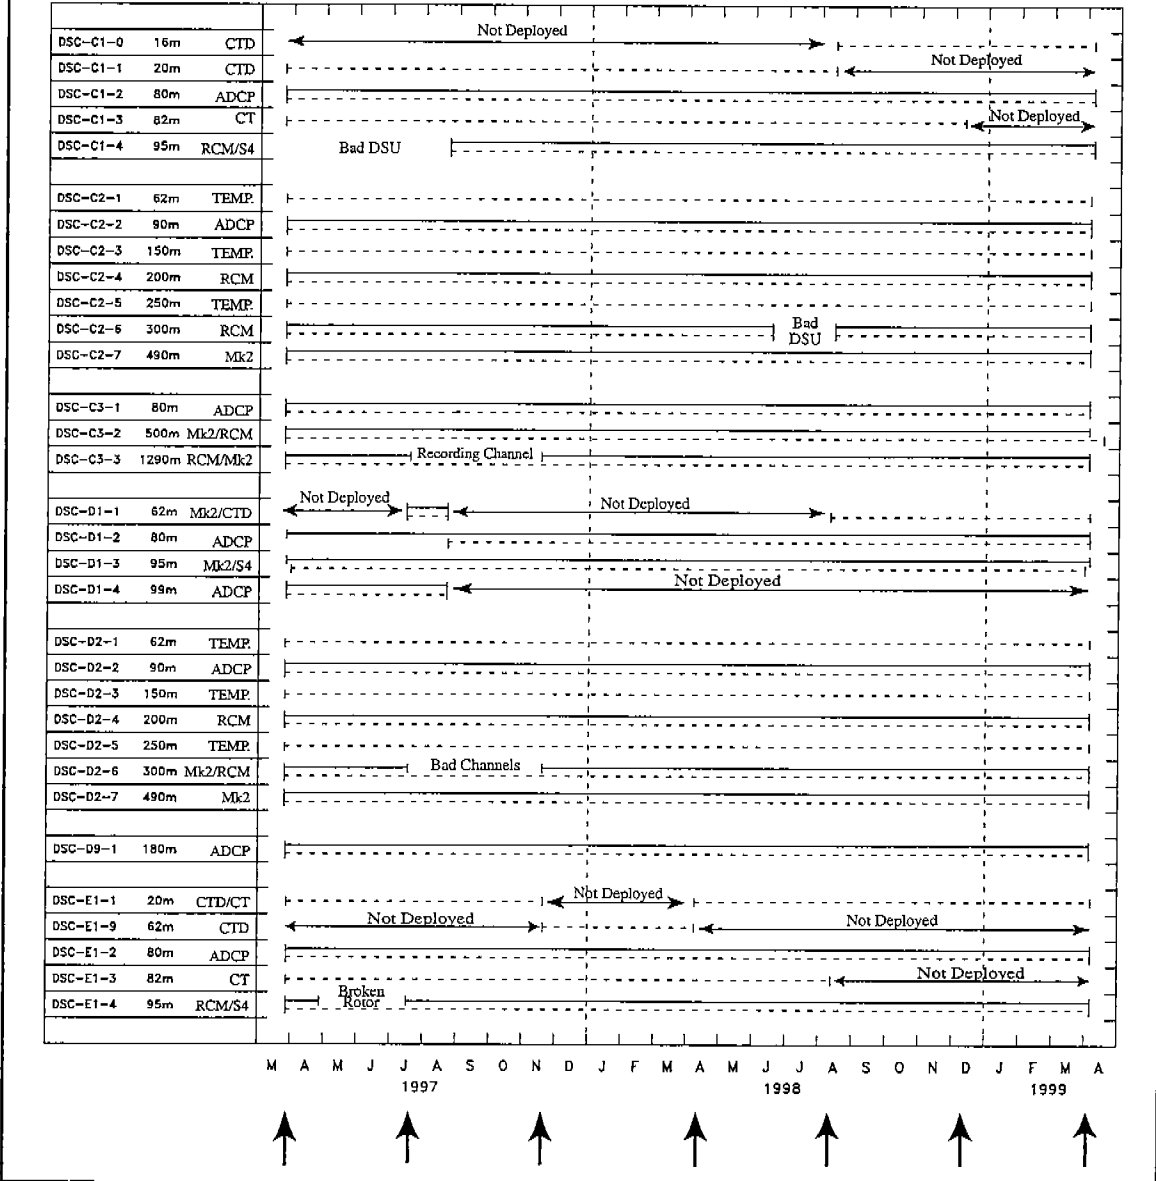 Not Deployed
DSC-C1-0 16m CTD
DSC-C1-1 20m CTD Not Deployed
DSC-C1-2 80m ADCP
DSC-C1-3 82m CT Not Deployed
DSC-C1-4 95m RCM/S4 Bad DSU
DSC-C2-1 62m TEMP.
DSC-C2-2 90m ADCP
DSC-C2-3 150m TEMP.
DSC-C2-4 200m RCM
DSC-C2-5 250m TEMP.
DSC-C2-6 300m RCM Bad DSU
DSC-C2-7 490m Mk2
DSC-C3-1 80m ADCP
DSC-C3-2 500m Mk2/RCM
DSC-C3-3 1290m RCM/Mk2 Recording Channel
DSC-D1-1 62m Mk2/CTD Not Deployed Not Deployed
DSC-D1-2 80m ADCP
DSC-D1-3 95m Mk2/S4
DSC-D1-4 99m ADCP Not Deployed
DSC-D2-1 62m TEMP.
DSC-D2-2 90m ADCP
DSC-D2-3 150m TEMP.
DSC-D2-4 200m RCM
DSC-D2-5 250m TEMP.
DSC-D2-6 300m Mk2/RCM Bad Channels
DSC-D2-7 490m Mk2
DSC-D9-1 180m ADCP
DSC-E1-1 20m CTD/CT Not Deployed
DSC-E1-9 62m CTD Not Deployed Not Deployed
DSC-E1-2 80m ADCP
DSC-E1-3 82m CT Not Deployed
DSC-E1-4 95m RCM/S4 Broken Rotor
M A M J J A S O N D J F M A M J J A S O N D J F M A
1997 1998 1999